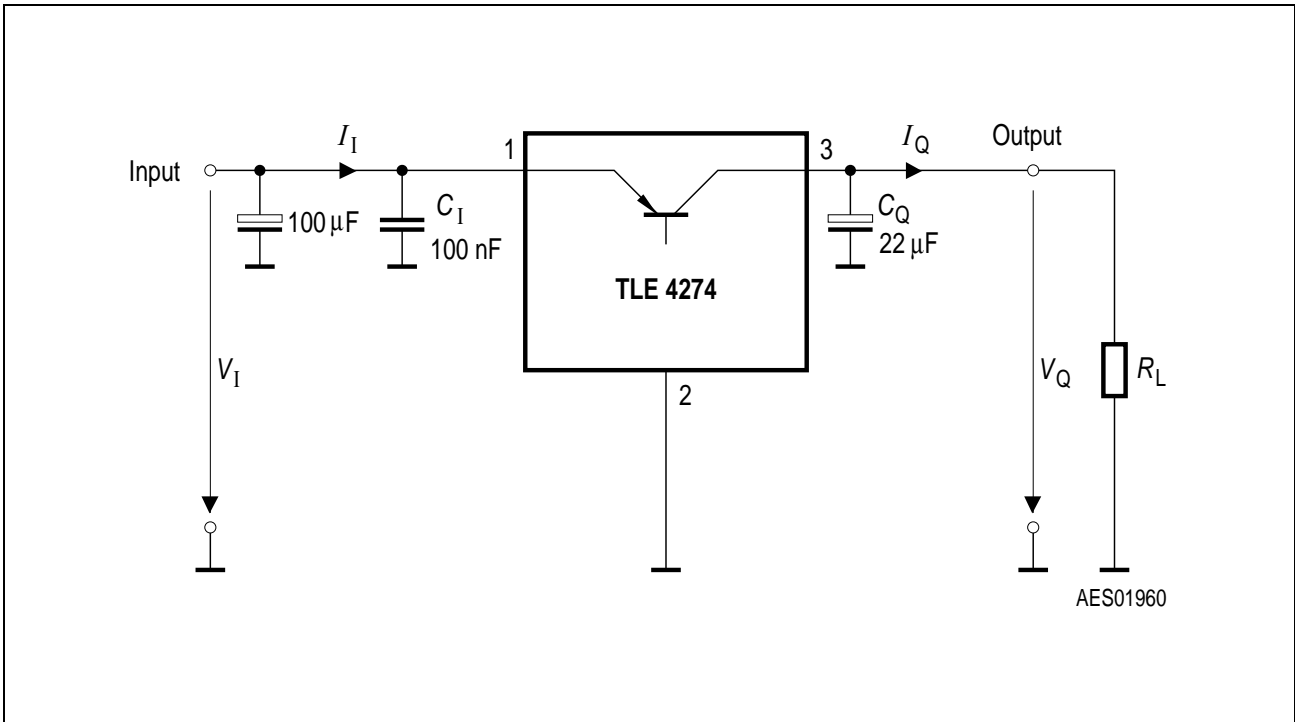 Input
I_I
1
3
I_Q
Output
100 μF
C_I
100 nF
C_Q
22 μF
TLE 4274
V_I
2
V_Q
R_L
AES01960